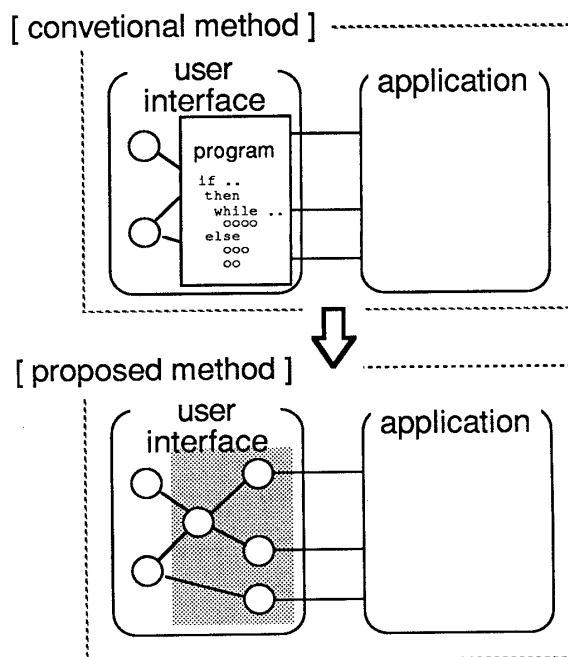 [ convetional method ]
user
interface
application
program
if ..
then
while ..
oooo
else
ooo
oo
[ proposed method ]
user
interface
application